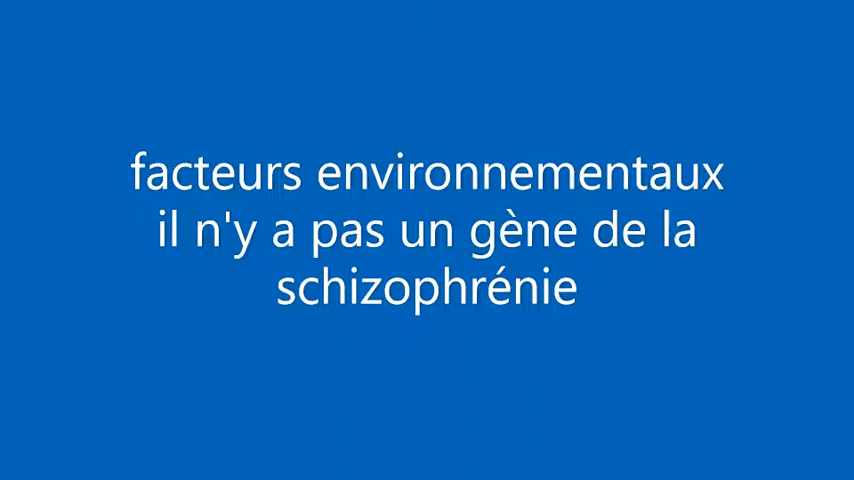 facteurs environnementaux
il n'y a pas un gène de la
schizophrénie